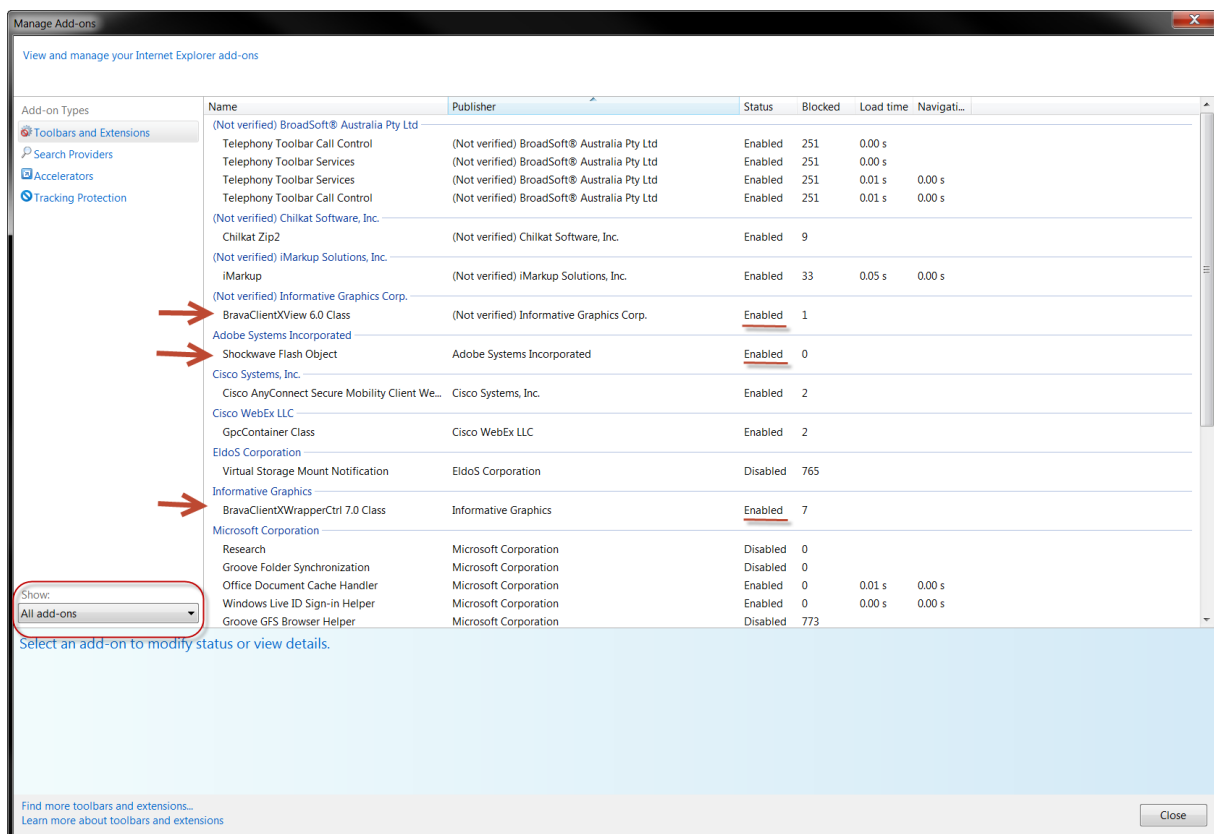 Manage Add-ons
View and manage your Internet Explorer add-ons
Add-on Types
Toolbars and Extensions
Search Providers
Accelerators
Tracking Protection
Show:
All add-ons
Name Publisher Status Blocked Load time Navigati...
(Not verified) BroadSoft® Australia Pty Ltd
Telephony Toolbar Call Control (Not verified) BroadSoft® Australia Pty Ltd Enabled 251 0.00 s
Telephony Toolbar Services (Not verified) BroadSoft® Australia Pty Ltd Enabled 251 0.00 s
Telephony Toolbar Services (Not verified) BroadSoft® Australia Pty Ltd Enabled 251 0.01 s 0.00 s
Telephony Toolbar Call Control (Not verified) BroadSoft® Australia Pty Ltd Enabled 251 0.01 s 0.00 s
(Not verified) Chilkat Software, Inc.
Chilkat Zip2 (Not verified) Chilkat Software, Inc. Enabled 9
(Not verified) iMarkup Solutions, Inc.
iMarkup (Not verified) iMarkup Solutions, Inc. Enabled 33 0.05 s 0.00 s
(Not verified) Informative Graphics Corp.
BravaClientXView 6.0 Class (Not verified) Informative Graphics Corp. Enabled 1
Adobe Systems Incorporated
Shockwave Flash Object Adobe Systems Incorporated Enabled 0
Cisco Systems, Inc.
Cisco AnyConnect Secure Mobility Client We... Cisco Systems, Inc. Enabled 2
Cisco WebEx LLC
GpcContainer Class Cisco WebEx LLC Enabled 2
EldoS Corporation
Virtual Storage Mount Notification EldoS Corporation Disabled 765
Informative Graphics
BravaClientXWrapperCtrl 7.0 Class Informative Graphics Enabled 7
Microsoft Corporation
Research Microsoft Corporation Disabled 0
Groove Folder Synchronization Microsoft Corporation Disabled 0
Office Document Cache Handler Microsoft Corporation Enabled 0 0.01 s 0.00 s
Windows Live ID Sign-in Helper Microsoft Corporation Enabled 0 0.00 s 0.00 s
Groove GFS Browser Helper Microsoft Corporation Disabled 773
Select an add-on to modify status or view details.
Find more toolbars and extensions...
Learn more about toolbars and extensions
Close